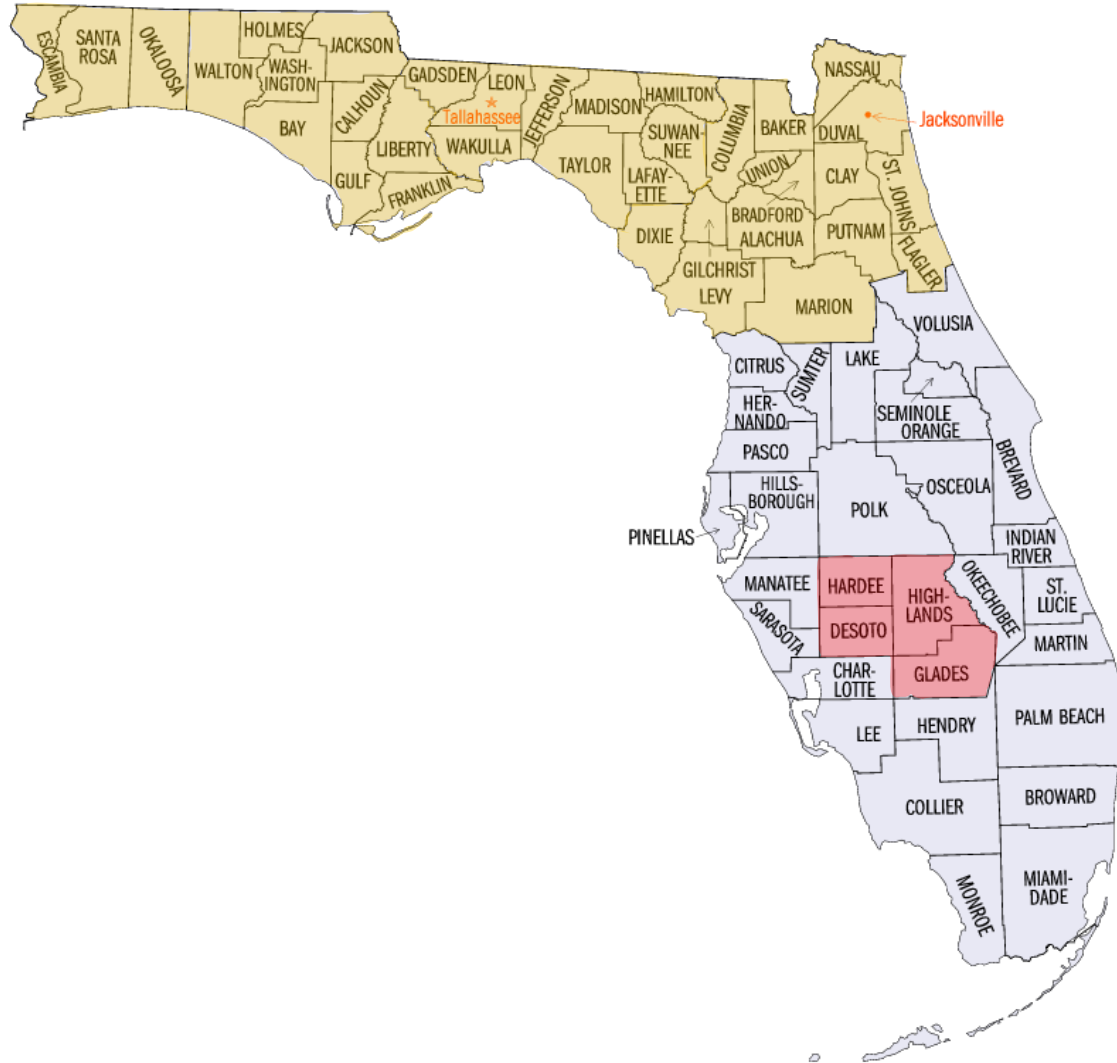 ESCAMBIA
SANTA
ROSA
OKALOOSA
WALTON
HOLMES
WASH-
INGTON
JACKSON
BAY
CALHOUN
GULF
LIBERTY
GADSDEN
LEON
Tallahassee
WAKULLA
FRANKLIN
JEFFERSON
MADISON
TAYLOR
HAMILTON
SUWAN-
NEE
LAFAY-
ETTE
DIXIE
COLUMBIA
BAKER
UNION
BRADFORD
ALACHUA
GILCHRIST
LEVY
NASSAU
DUVAL
Jacksonville
CLAY
ST. JOHNS
PUTNAM
FLAGLER
MARION
VOLUSIA
CITRUS
SUMTER
LAKE
HER-
NANDO
SEMINOLE
ORANGE
PASCO
BREVARD
HILLS-
BOROUGH
OSCEOLA
POLK
PINELLAS
INDIAN
RIVER
MANATEE
HARDEE
HIGH-
LANDS
OKEECHOBEE
ST.
LUCIE
SARASOTA
DESOTO
MARTIN
CHAR-
LOTTE
GLADES
LEE
HENDRY
PALM BEACH
COLLIER
BROWARD
MONROE
MIAMI-
DADE